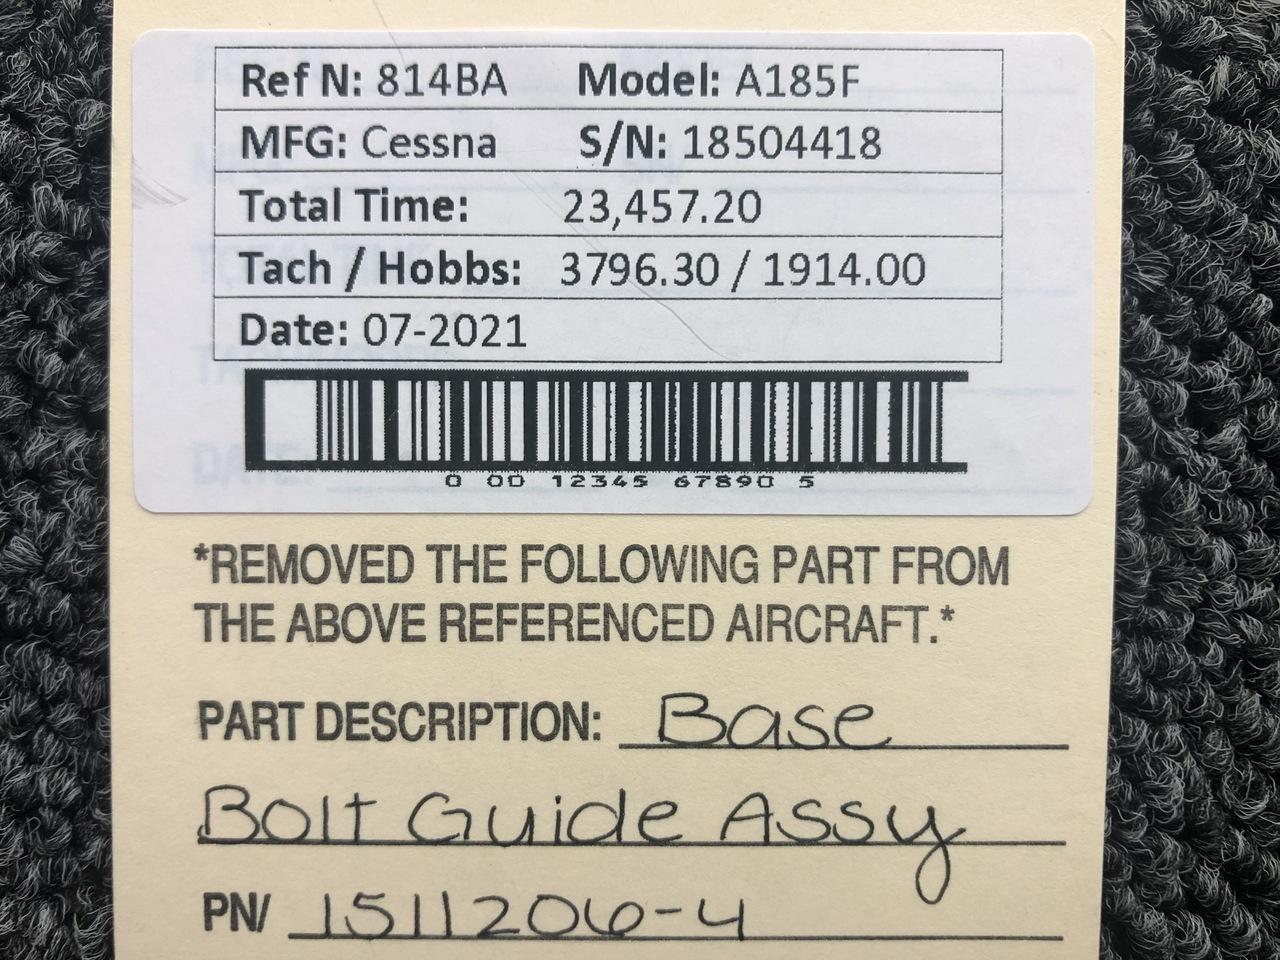 Ref N: 814BA Model: A185F
MFG: Cessna S/N: 18504418
Total Time: 23,457.20
Tach / Hobbs: 3796.30 / 1914.00
Date: 07-2021
0 00 12345 67890 5
*REMOVED THE FOLLOWING PART FROM
THE ABOVE REFERENCED AIRCRAFT.*
PART DESCRIPTION: Base
Bolt Guide Assy
PN/ 1511206-4